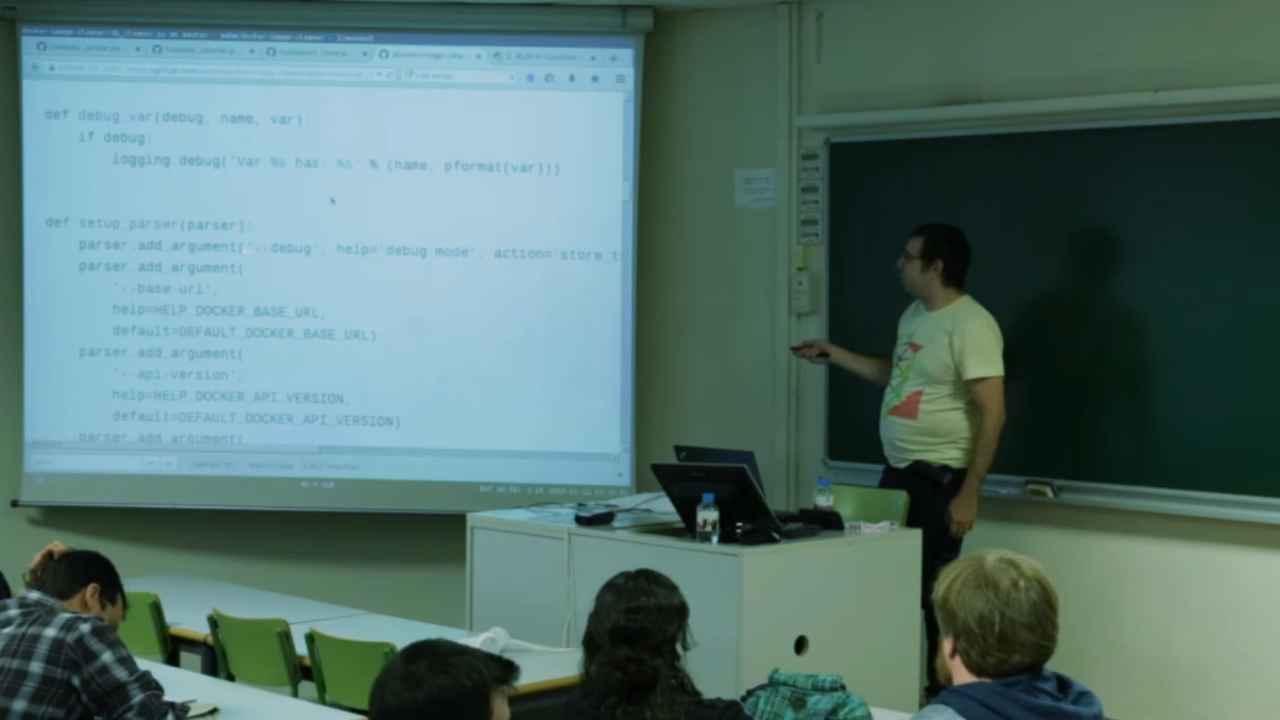 def debug_var(debug, name, var):
if debug:
logging.debug('Var %s has: %s' % (name, pformat(var)))
def setup_parser(parser):
parser.add_argument('--debug', help='debug mode', action='store_t
parser.add_argument(
'--base-url',
help=HELP_DOCKER_BASE_URL,
default=DEFAULT_DOCKER_BASE_URL)
parser.add_argument(
'--api-version',
help=HELP_DOCKER_API_VERSION,
default=DEFAULT_DOCKER_API_VERSION)
parser.add_argument(